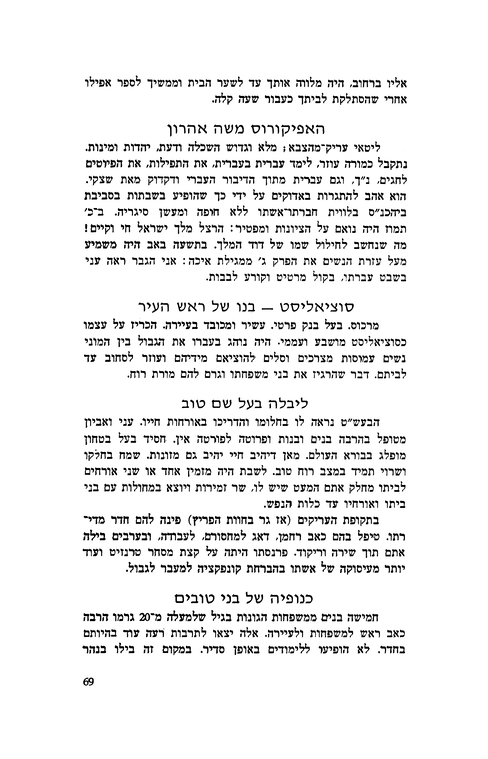 אליו ברחוב, היה מלווה אותך עד לשער הבית וממשיך לספר אפילו
אחרי שהסתלקת לביתך כעבור שעה קלה.
האפיקורוס משה אהרון
ליטאי עריק־מהצבא; מלא וגדוש השכלה ודעת, יהדות ומינות.
נתקבל כמורה עוזר, לימד עברית בעברית, את התפילות, את הפיוטים
לחגים, נ״ך, וגם עברית מתוך הדיבור העברי ודקדוק מאת שצקי.
הוא אהב להתגרות באדוקים על ידי כך שהופיע בשבתות בסביבת
ביהכנ״ס בלווית חברתו־אשתו ללא חופה ומעשן סיגריה. ב־כ׳
תמוז היה נואם על הציונות ומפטיר: הרצל מלך ישראל חי וקיים!
מה שנחשב לחילול שמו של דוד המלך. בתשעה באב היה משמיע
מעל עזרת הנשים את הפרק ג׳ ממגילת איכה: אני הגבר ראה עני
בשבט עברתו, בקול מרטיט וקורע לבבות.
סוציאליסט — בנו של ראש העיר
מרכוס. בעל בנק פרטי. עשיר ומכובד בעיירה. הכריז על עצמו
כסוציאליסט מושבע ועממי. היה נוהג בעברו את הגבול בין המוני
נשים עמוסות מצרכים וסלים להוציאם מידיהם ועוזר לסחוב עד
לביתם. דבר שהרגיז את בני משפחתו וגרם להם מורת רוח.
ליבלה בעל שם טוב
הבעש״ט נראה לו בחלומו והדריכו באורחות חייו. עני ואביון
מטופל בהרבה בנים ובנות ופרוטה לפורטה אין. חסיד בעל בטחון
מופלג בבורא העולם. מאן דיהיב חיי יהיב גם מזונות. שמח בחלקו
ושרוי תמיד במצב רוח טוב. לשבת היה מזמין אחד או שני אורחים
לביתו מחלק אתם המעט שיש לו, שר זמירות ויוצא במחולות עם בני
ביתו ואורחיו עד כלות הנפש.
בתקופת העריקים (אז גר בחוות הפריץ) פינה להם חדר מדי־
רתו. טיפל בהם כאב רחמן, דאג למחסורם, לעבודה, ובערבים בילה
אתם תוך שירה וריקוד. פרנסתו היתה על קצת מסחר טרנזיט ועוד
יותר מעיסוקה של אשתו בהברחת קונפקציה למעבר לגבול.
כנופיה של בני טובים
חמישה בנים ממשפחות הגונות בגיל שלמעלה מ־20 גרמו הרבה
כאב ראש למשפחות ולעיירה. אלה יצאו לתרבות רעה עוד בהיותם
בחדר. לא הופיעו ללימודים באופן סדיר. במקום זה בילו בנהר
69